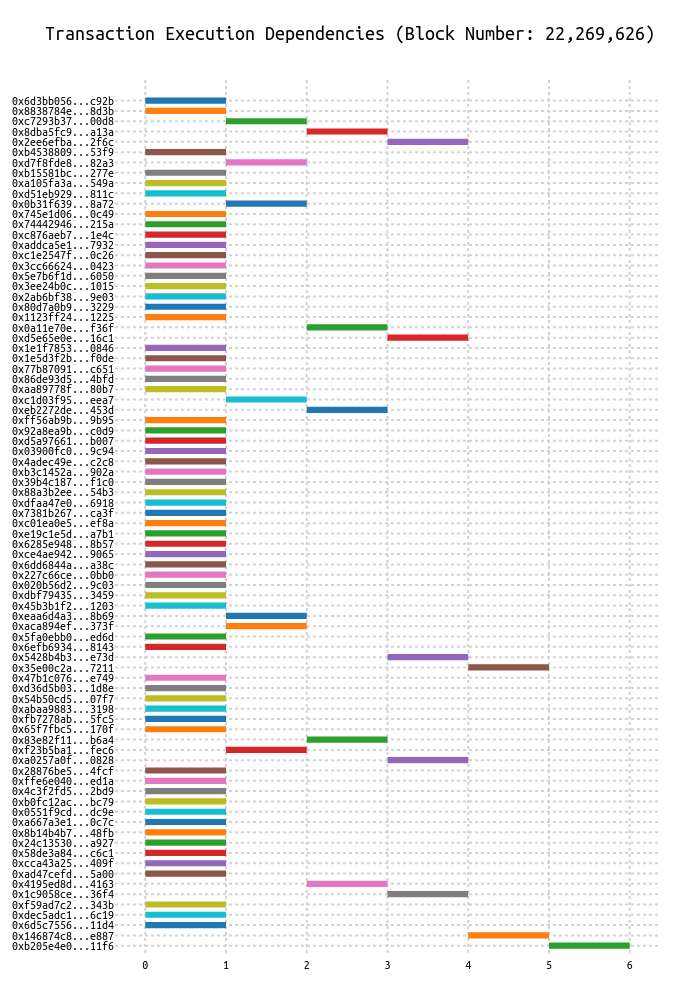 Transaction Execution Dependencies (Block Number: 22,269,626)
0x6d3bb056...c92b
0x8838784e...8d3b
0xc7293b37...00d8
0x8dba5fc9...a13a
0x2ee6efba...2f6c
0xb4538809...53f9
0xd7f8fde8...82a3
0xb15581bc...277e
0xa105fa3a...549a
0xd51eb929...811c
0x0b31f639...8a72
0x745e1d06...0c49
0x74442946...215a
0xc876aeb7...1e4c
0xaddca5e1...7932
0xc1e2547f...0c26
0x3cc66624...0423
0x5e7b6f1d...6050
0x3ee24b0c...1015
0x2ab6bf38...9e03
0x80d7a0b9...3229
0x1123ff24...1225
0x0a11e70e...f36f
0xd5e65e0e...16c1
0x1e1f7853...0846
0x1e5d3f2b...f0de
0x77b87091...c651
0x86de93d5...4bfd
0xaa89778f...80b7
0xc1d03f95...eea7
0xeb2272de...453d
0xff56ab9b...9b95
0x92a8ea9b...c0d9
0xd5a97661...b007
0x03900fc0...9c94
0x4adec49e...c2c8
0xb3c1452a...902a
0x39b4c187...f1c0
0x88a3b2ee...54b3
0xdfaa47e0...6918
0x7381b267...ca3f
0xc01ea0e5...ef8a
0xe19c1e5d...a7b1
0x6285e948...8b57
0xce4ae942...9065
0x6dd6844a...a38c
0x227c66ce...0bb0
0x020b56d2...9c03
0xdbf79435...3459
0x45b3b1f2...1203
0xeaa6d4a3...8b69
0xaca894ef...373f
0x5fa0ebb0...ed6d
0x6efb6934...8143
0x5428b4b3...e73d
0x35e00c2a...7211
0x47b1c076...e749
0xd36d5b03...1d8e
0x54b50cd5...07f7
0xabaa9883...3198
0xfb7278ab...5fc5
0x65f7fbc5...170f
0x83e82f11...b6a4
0xf23b5ba1...fec6
0xa0257a0f...0828
0x28876be5...4fcf
0xffe6e040...ed1a
0x4c3f2fd5...2bd9
0xb0fc12ac...bc79
0x0551f9cd...dc9e
0xa667a3e1...0c7c
0x8b14b4b7...48fb
0x24c13530...a927
0x58de3a84...c6c1
0xcca43a25...409f
0xad47cefd...5a00
0x4195ed8d...4163
0x1c9058ce...36f4
0xf59ad7c2...343b
0xdec5adc1...6c19
0x6d5c7556...11d4
0x146874c8...e887
0xb205e4e0...11f6
0 1 2 3 4 5 6